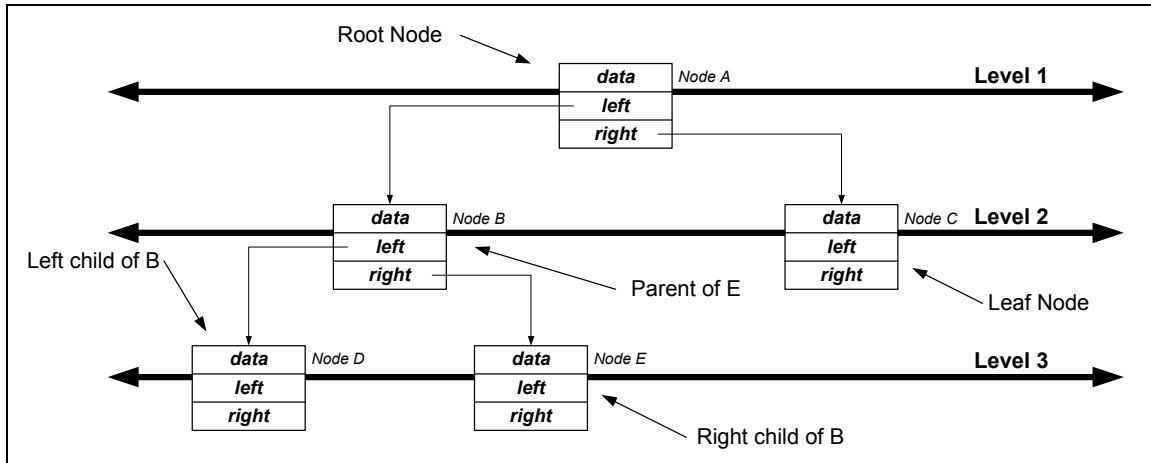 Root Node
data
Node A
Level 1
left
right
data
Node B
data
Node C
Level 2
left
left
Left child of B
right
Parent of E
right
Leaf Node
data
Node D
data
Node E
Level 3
left
left
right
right
Right child of B